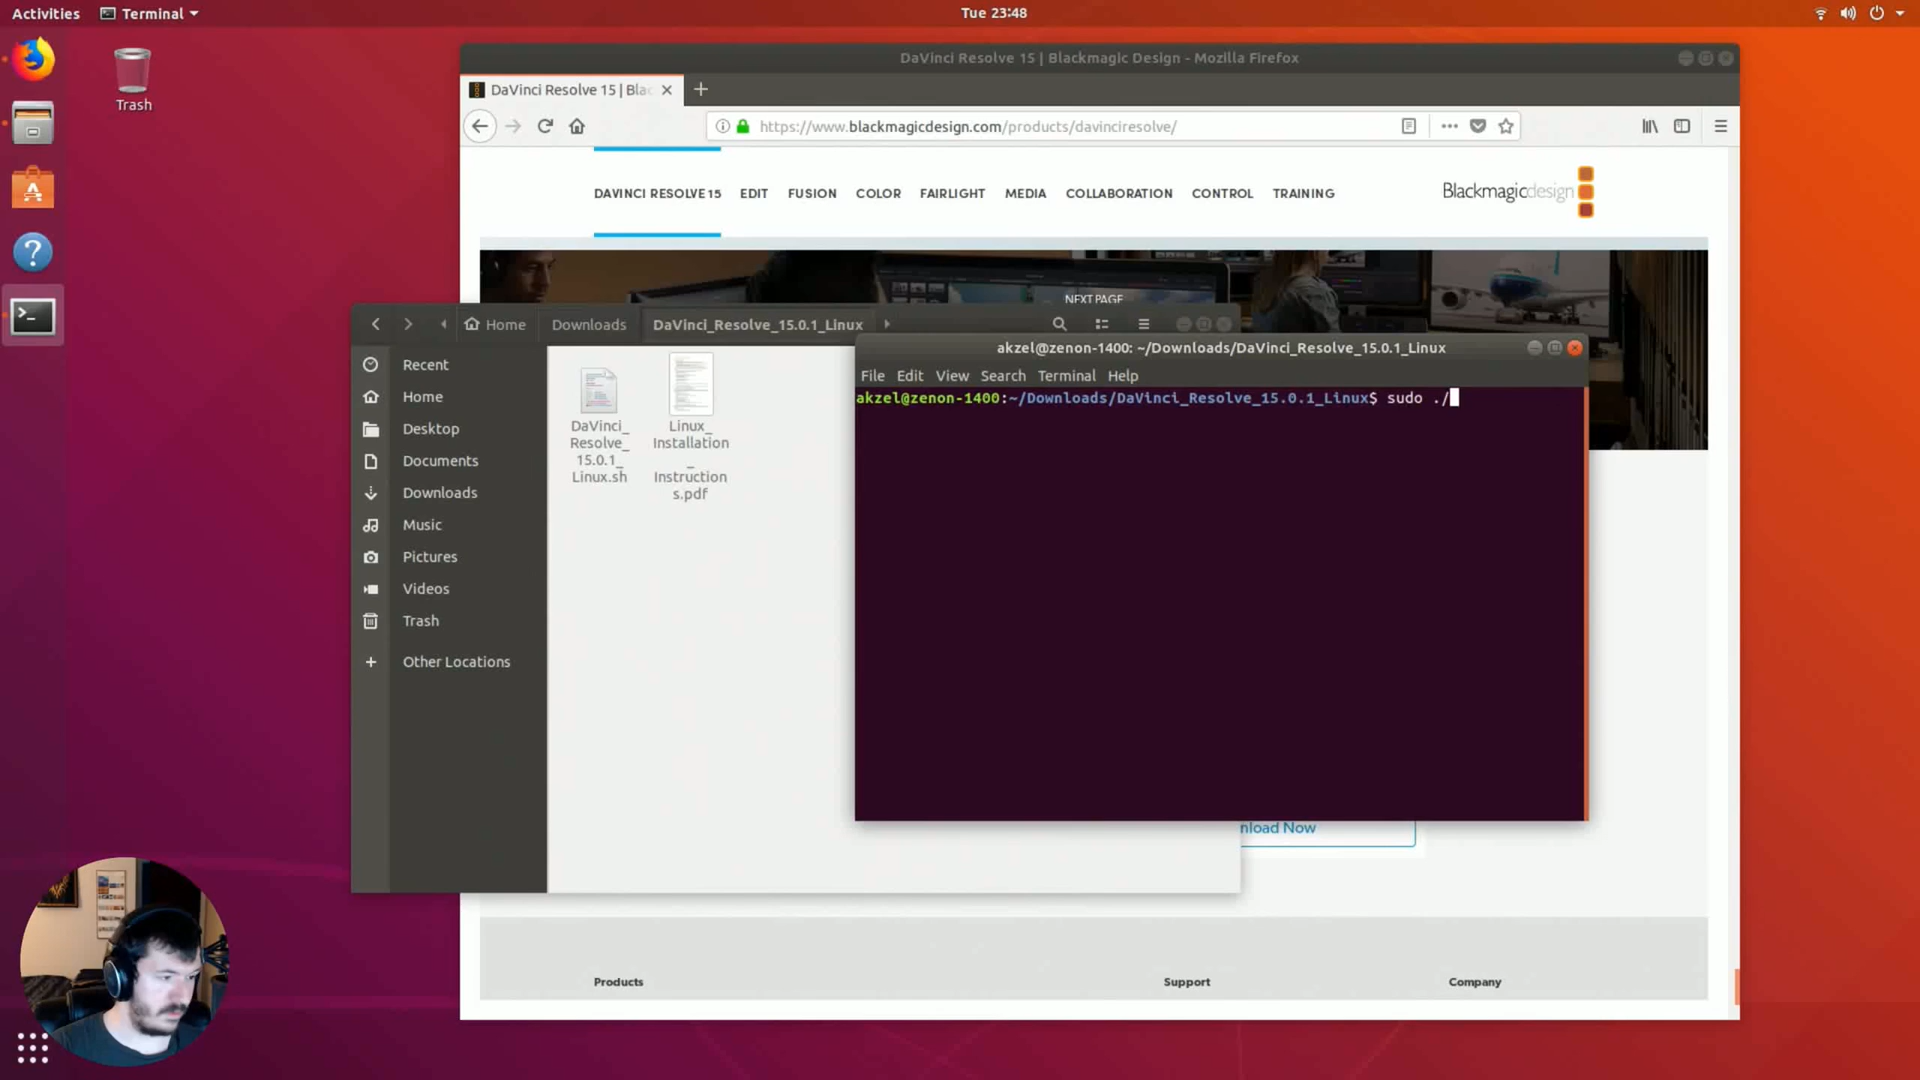 Activities
Terminal
Tue 23:48
Trash
DaVinci Resolve 15 | Blackmagic Design - Mozilla Firefox
DaVinci Resolve 15 | Bla
https://www.blackmagicdesign.com/products/davinciresolve/
DAVINCI RESOLVE 15 EDIT FUSION COLOR FAIRLIGHT MEDIA COLLABORATION CONTROL TRAINING
Blackmagicdesign
NEXT PAGE
Home Downloads DaVinci_Resolve_15.0.1_Linux
Recent
Home
Desktop
Documents
Downloads
Music
Pictures
Videos
Trash
Other Locations
DaVinci_
Resolve_
15.0.1_
Linux.sh
Linux_
Installation
_
Instruction
s.pdf
akzel@zenon-1400: ~/Downloads/DaVinci_Resolve_15.0.1_Linux
File Edit View Search Terminal Help
akzel@zenon-1400:~/Downloads/DaVinci_Resolve_15.0.1_Linux$ sudo ./
nload Now
Products
Support
Company